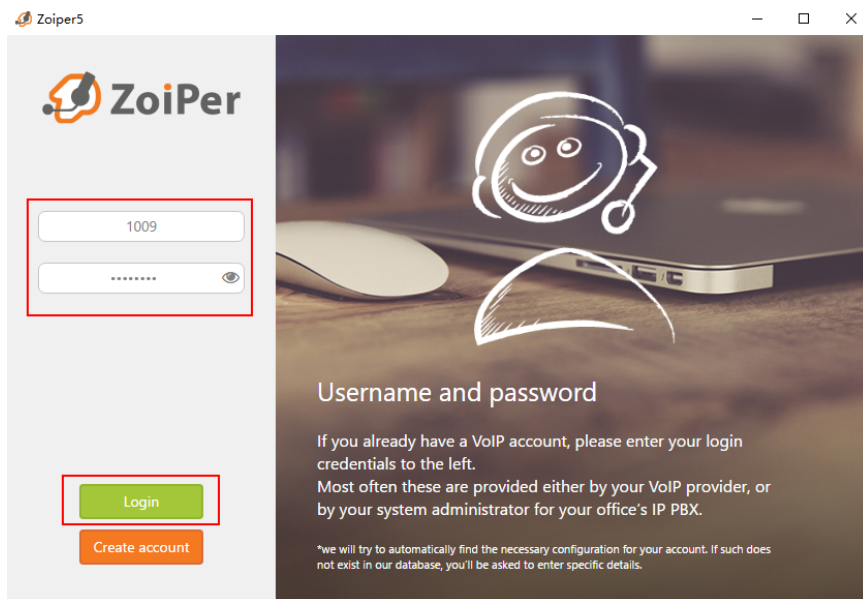 Zoiper5
ZoiPer
1009
••••••••
Login
Create account
Username and password
If you already have a VoIP account, please enter your login
credentials to the left.
Most often these are provided either by your VoIP provider, or
by your system administrator for your office's IP PBX.
*we will try to automatically find the necessary configuration for your account. If such does
not exist in our database, you'll be asked to enter specific details.